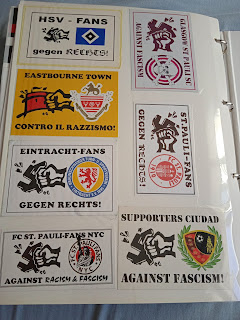 HSV - FANS
gegen RECHTS!
GLASGOW ST PAULI SC
AGAINST FASCISM
EASTBOURNE TOWN
CONTRO IL RAZZISMO!
ST. PAULI-FANS
GEGEN RECHTS!
EINTRACHT-FANS
GEGEN RECHTS!
FC ST. PAULI-FANS NYC
AGAINST RACISM & FASCISM
SUPPORTERS CIUDAD
AGAINST FASCISM!